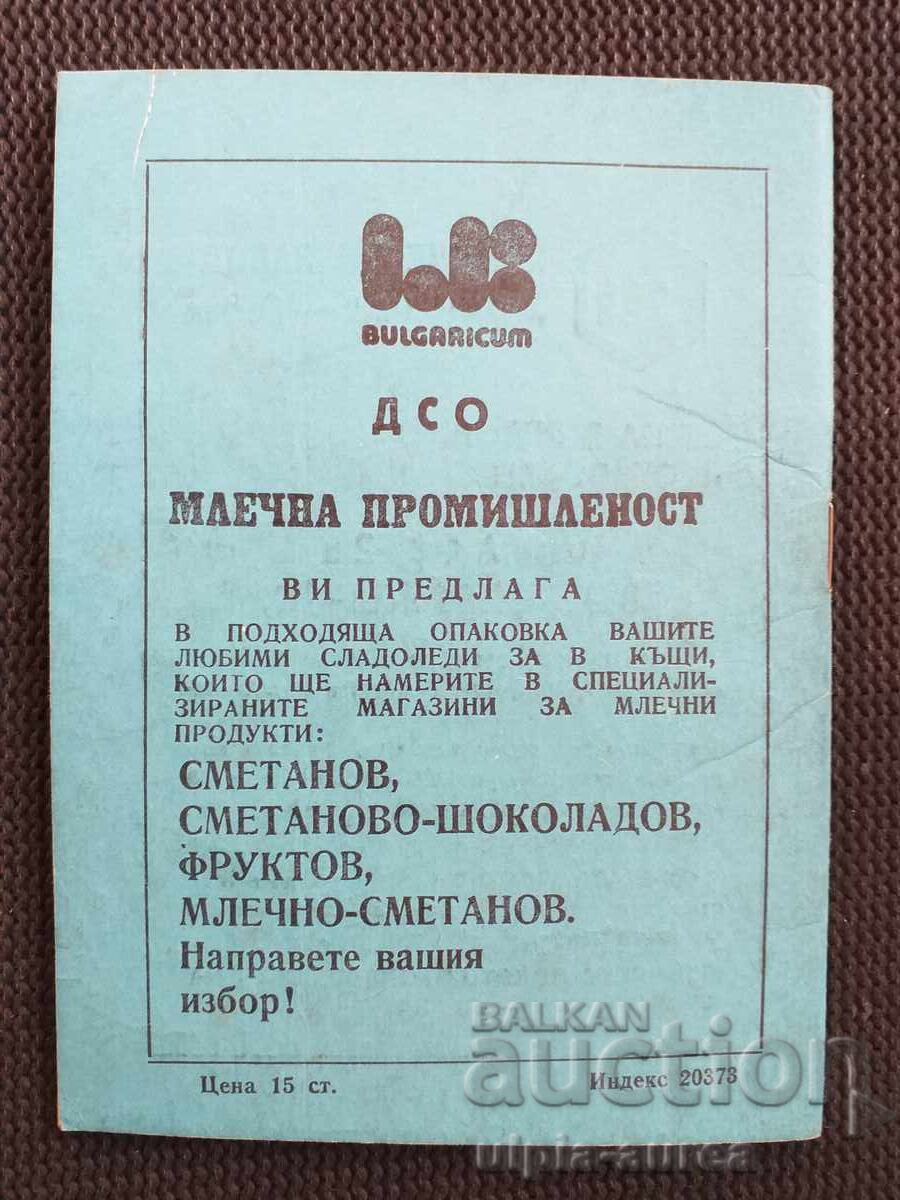 L.B.
BULGARICUM
ДСО
МЛЕЧНА ПРОМИШЛЕНОСТ
ВИ ПРЕДЛАГА
В ПОДХОДЯЩА ОПАКОВКА ВАШИТЕ
ЛЮБИМИ СЛАДОЛЕДИ ЗА В КЪЩИ,
КОИТО ЩЕ НАМЕРИТЕ В СПЕЦИАЛИ-
ЗИРАНИТЕ МАГАЗИНИ ЗА МЛЕЧНИ
ПРОДУКТИ:
СМЕТАНОВ,
СМЕТАНОВО-ШОКОЛАДОВ,
ФРУКТОВ,
МЛЕЧНО-СМЕТАНОВ.
Направете вашия
избор!
Цена 15 ст. Индекс 20373
BALKAN
auction
ulpia-aurea